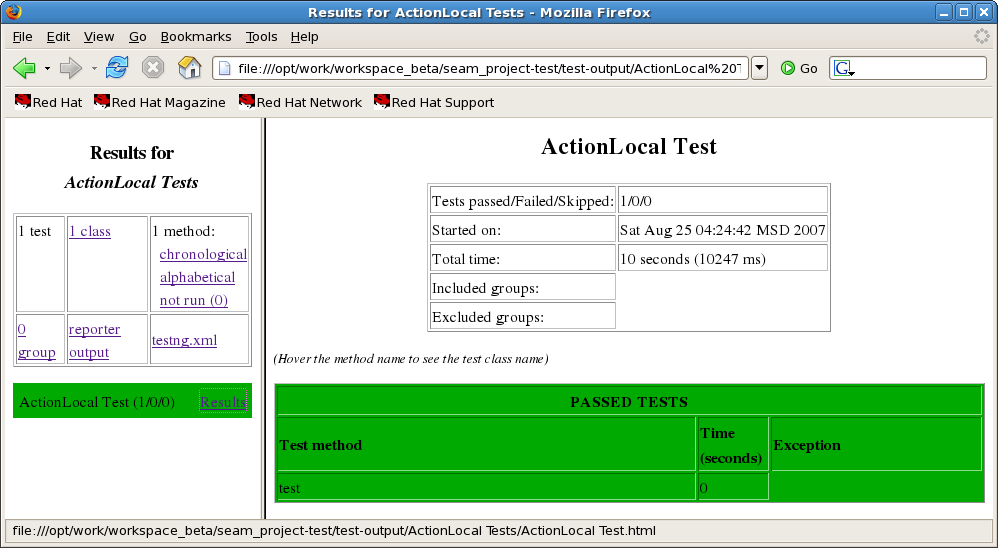 Results for ActionLocal Tests - Mozilla Firefox
File Edit View Go Bookmarks Tools Help
file:///opt/work/workspace_beta/seam_project-test/test-output/ActionLocal%20T
Go
G
Red Hat Red Hat Magazine Red Hat Network Red Hat Support
Results for
ActionLocal Tests
1 test 1 class 1 method:
chronological
alphabetical
not run (0)
0 group
reporter output
testng.xml
ActionLocal Test (1/0/0) Results
ActionLocal Test
Tests passed/Failed/Skipped: 1/0/0
Started on: Sat Aug 25 04:24:42 MSD 2007
Total time: 10 seconds (10247 ms)
Included groups:
Excluded groups:
(Hover the method name to see the test class name)
PASSED TESTS
Test method Time (seconds) Exception
test 0
file:///opt/work/workspace_beta/seam_project-test/test-output/ActionLocal Tests/ActionLocal Test.html